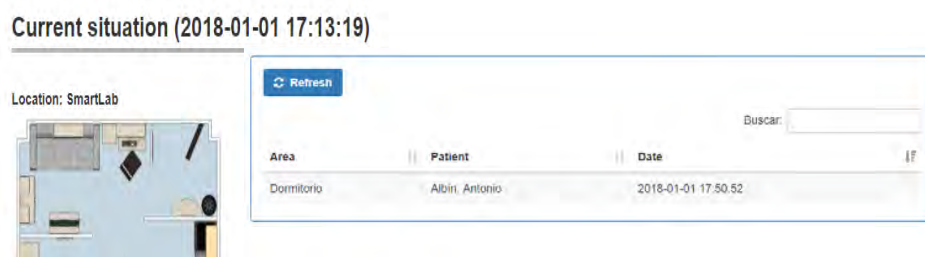 Current situation (2018-01-01 17:13:19)
Location: SmartLab
Refresh
Buscar:
Area Patient Date
Dormitorio Albin, Antonio 2018-01-01 17:50:52